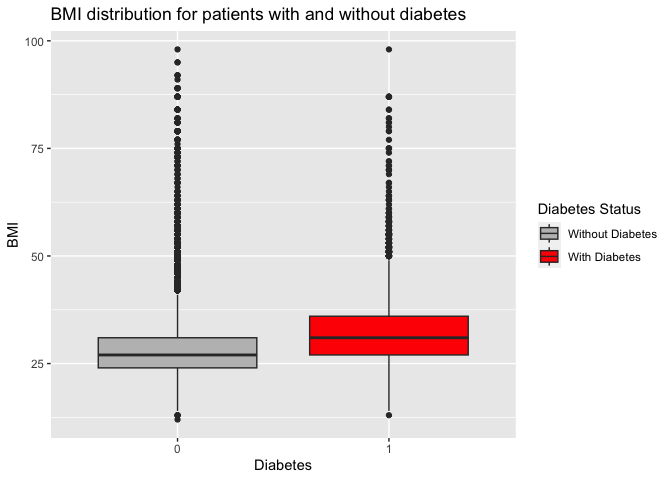 BMI distribution for patients with and without diabetes
100
75
50
25
BMI
0
1
Diabetes
Diabetes Status
Without Diabetes
With Diabetes